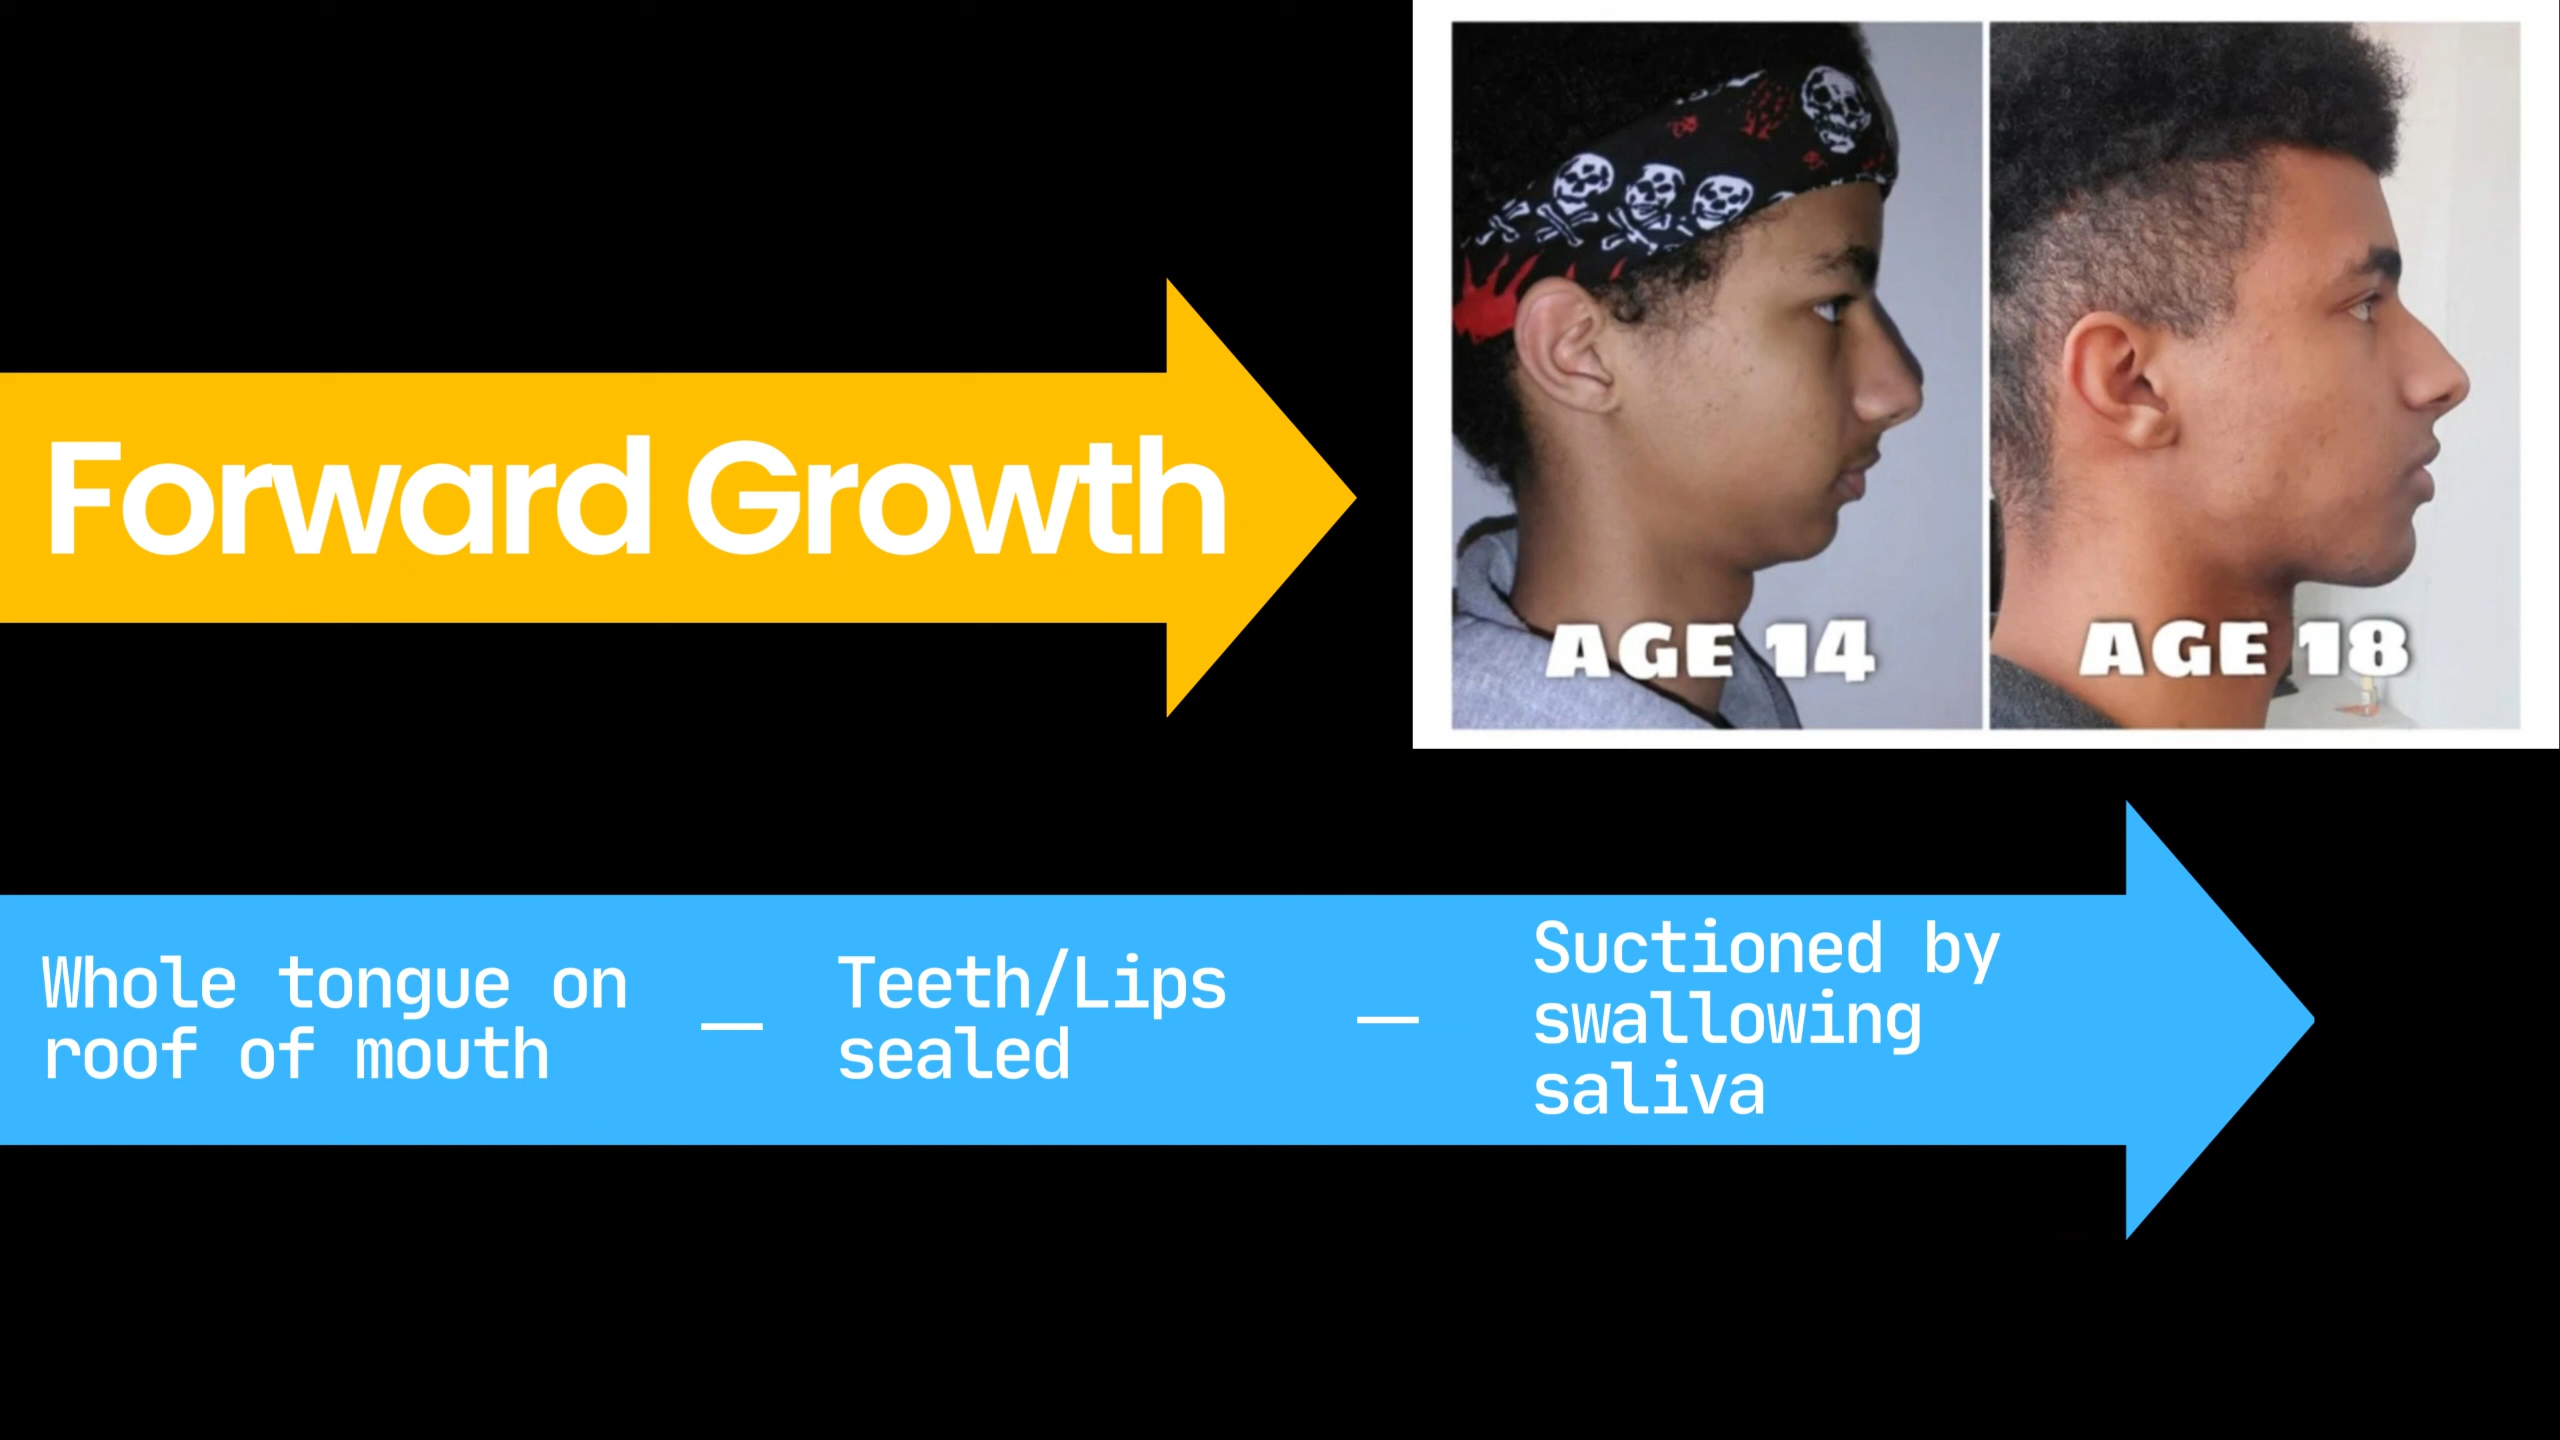 Forward Growth
AGE 14
AGE 18
Whole tongue on
roof of mouth
—
Teeth/Lips
sealed
—
Suctioned by
swallowing
saliva